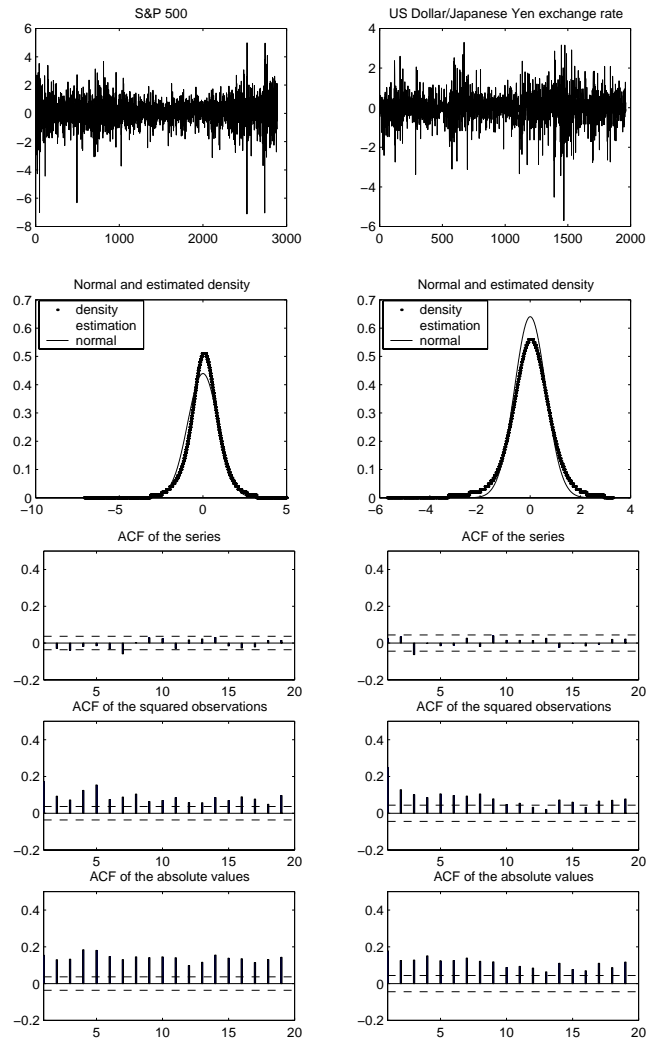 S&P 500
6
4
2
0
−2
−4
−6
−8
0 1000 2000 3000
US Dollar/Japanese Yen exchange rate
4
2
0
−2
−4
−6
0 500 1000 1500 2000
Normal and estimated density
0.7
0.6
0.5
0.4
0.3
0.2
0.1
0
density
estimation
normal
−10 −5 0 5
Normal and estimated density
0.7
0.6
0.5
0.4
0.3
0.2
0.1
0
density
estimation
normal
−6 −4 −2 0 2 4
ACF of the series
0.4
0.2
0
−0.2
5 10 15 20
ACF of the series
0.4
0.2
0
−0.2
5 10 15 20
ACF of the squared observations
0.4
0.2
0
−0.2
5 10 15 20
ACF of the squared observations
0.4
0.2
0
−0.2
5 10 15 20
ACF of the absolute values
0.4
0.2
0
−0.2
5 10 15 20
ACF of the absolute values
0.4
0.2
0
−0.2
5 10 15 20